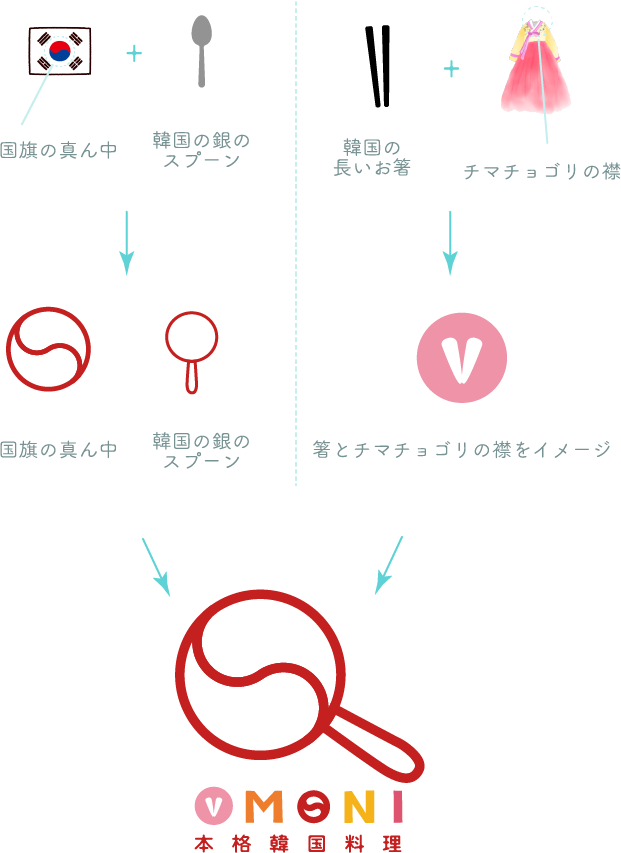 国旗の真ん中
韓国の銀の
スプーン
韓国の
長いお箸
チマチョゴリの襟
国旗の真ん中
韓国の銀の
スプーン
箸とチマチョゴリの襟をイメージ
OMONI
本格韓国料理